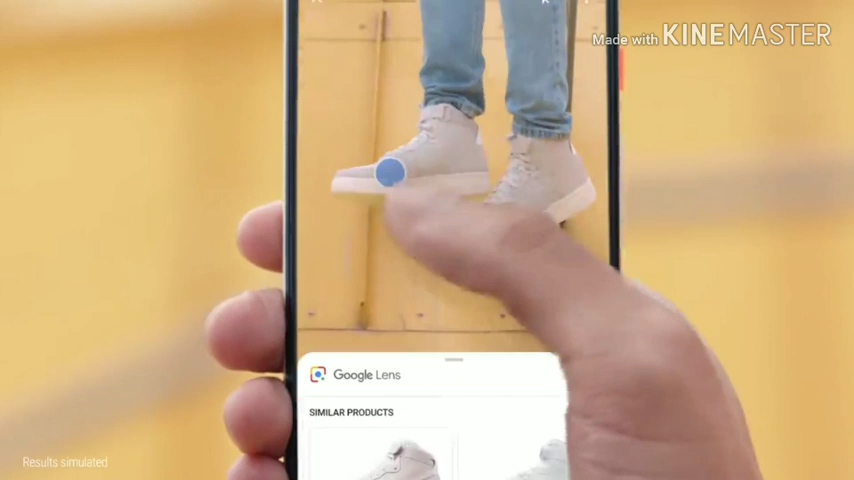 Made with KINEMASTER
Google Lens
SIMILAR PRODUCTS
Results simulated